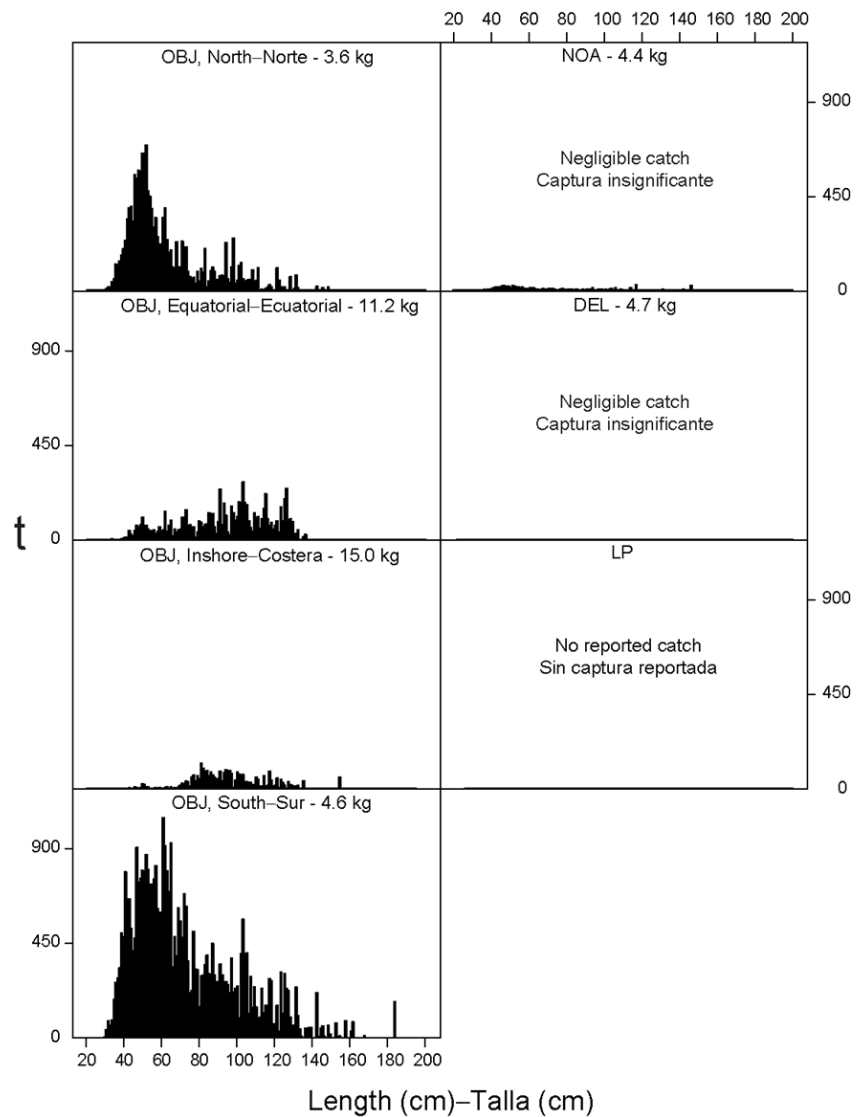 20 40 60 80 100 120 140 160 180 200
OBJ, North–Norte - 3.6 kg
NOA - 4.4 kg
900
Negligible catch
Captura insignificante
450
0
OBJ, Equatorial–Ecuatorial - 11.2 kg
DEL - 4.7 kg
900
Negligible catch
Captura insignificante
450
t
0
OBJ, Inshore–Costera - 15.0 kg
LP
900
No reported catch
Sin captura reportada
450
0
OBJ, South–Sur - 4.6 kg
900
450
0
20 40 60 80 100 120 140 160 180 200
Length (cm)–Talla (cm)